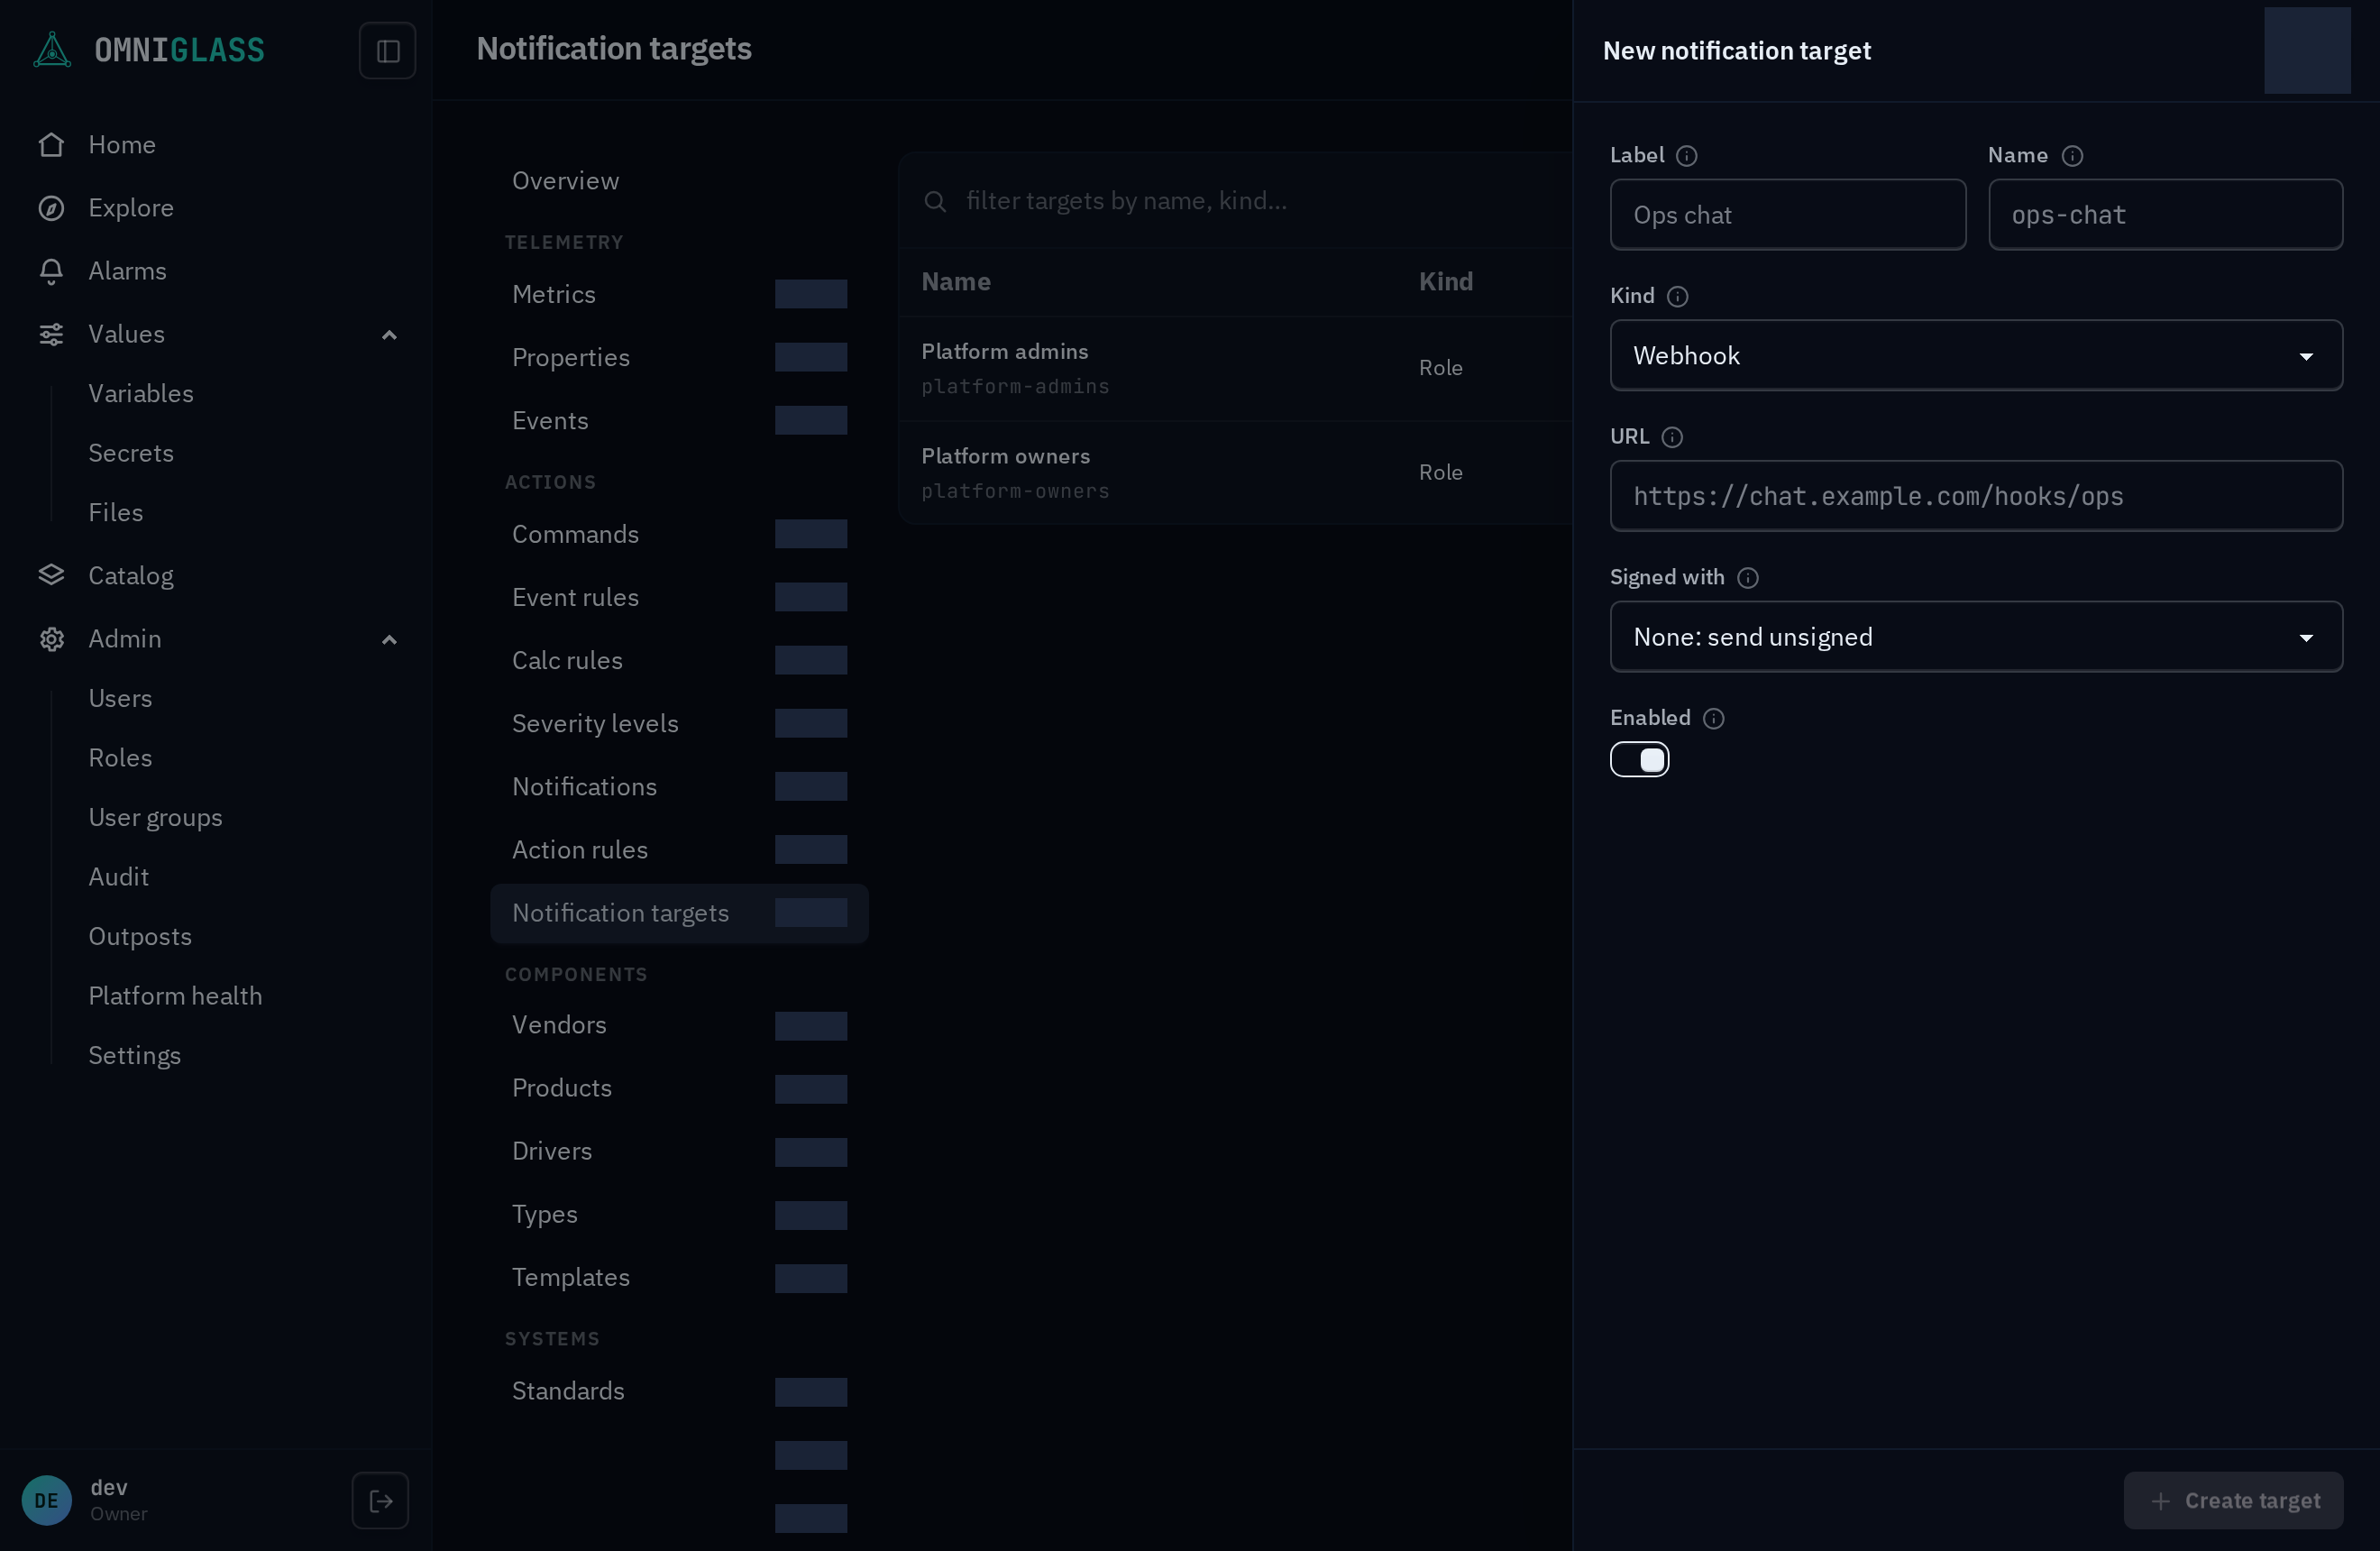 OMNIGLASS
Home
Explore
Alarms
Values
Variables
Secrets
Files
Catalog
Admin
Users
Roles
User groups
Audit
Outposts
Platform health
Settings
DE
dev
Owner
Notification targets
Overview
TELEMETRY
Metrics
Properties
Events
ACTIONS
Commands
Event rules
Calc rules
Severity levels
Notifications
Action rules
Notification targets
COMPONENTS
Vendors
Products
Drivers
Types
Templates
SYSTEMS
Standards
filter targets by name, kind...
Name Kind
Platform admins
platform-admins
Role
Platform owners
platform-owners
Role
New notification target
Label Name
Ops chat ops-chat
Kind
Webhook
URL
https://chat.example.com/hooks/ops
Signed with
None: send unsigned
Enabled
Create target